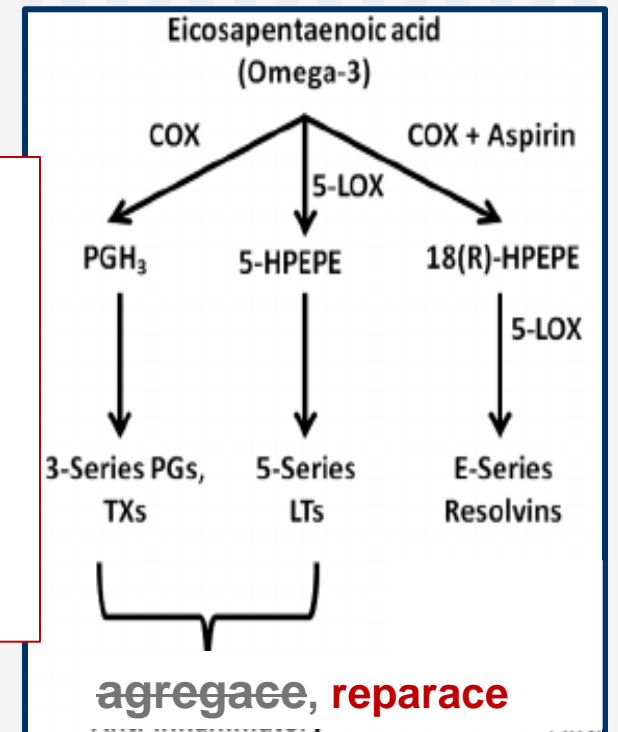 Eicosapentaenoic acid
(Omega-3)
COX
COX + Aspirin
5-LOX
PGH₃
5-HPEPE
18(R)-HPEPE
5-LOX
3-Series PGs,
TXs
5-Series
LTs
E-Series
Resolvins
agregace, reparace